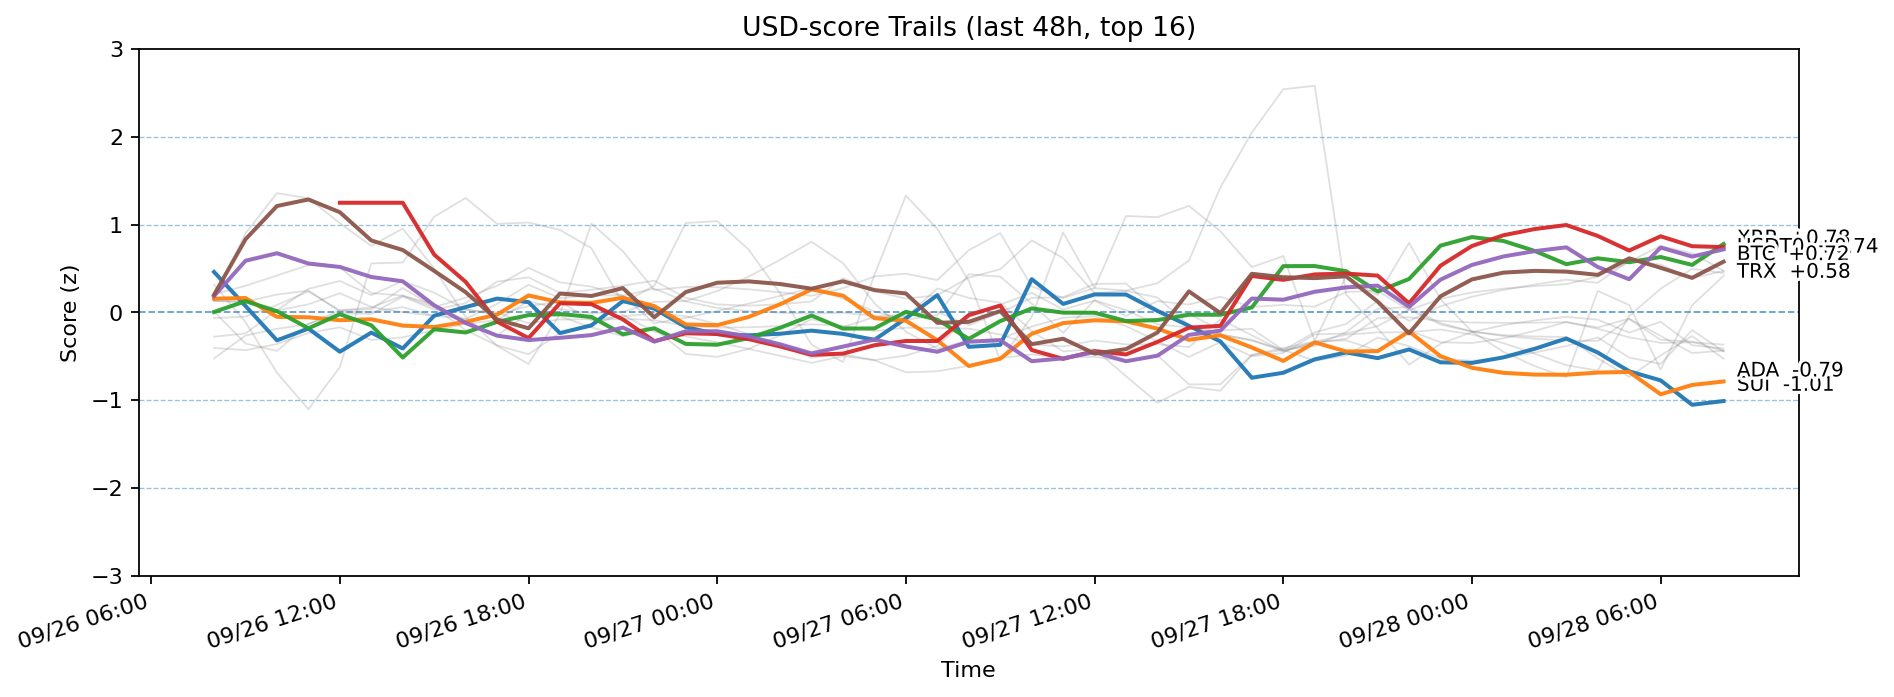 USD-score Trails (last 48h, top 16)
3
2
1
0
−1
−2
−3
Score (z)
BTC +0.72
TRX +0.58
ADA -0.79
SUI -1.01
09/26 06:00
09/26 12:00
09/26 18:00
09/27 00:00
09/27 06:00
09/27 12:00
09/27 18:00
09/28 00:00
09/28 06:00
Time